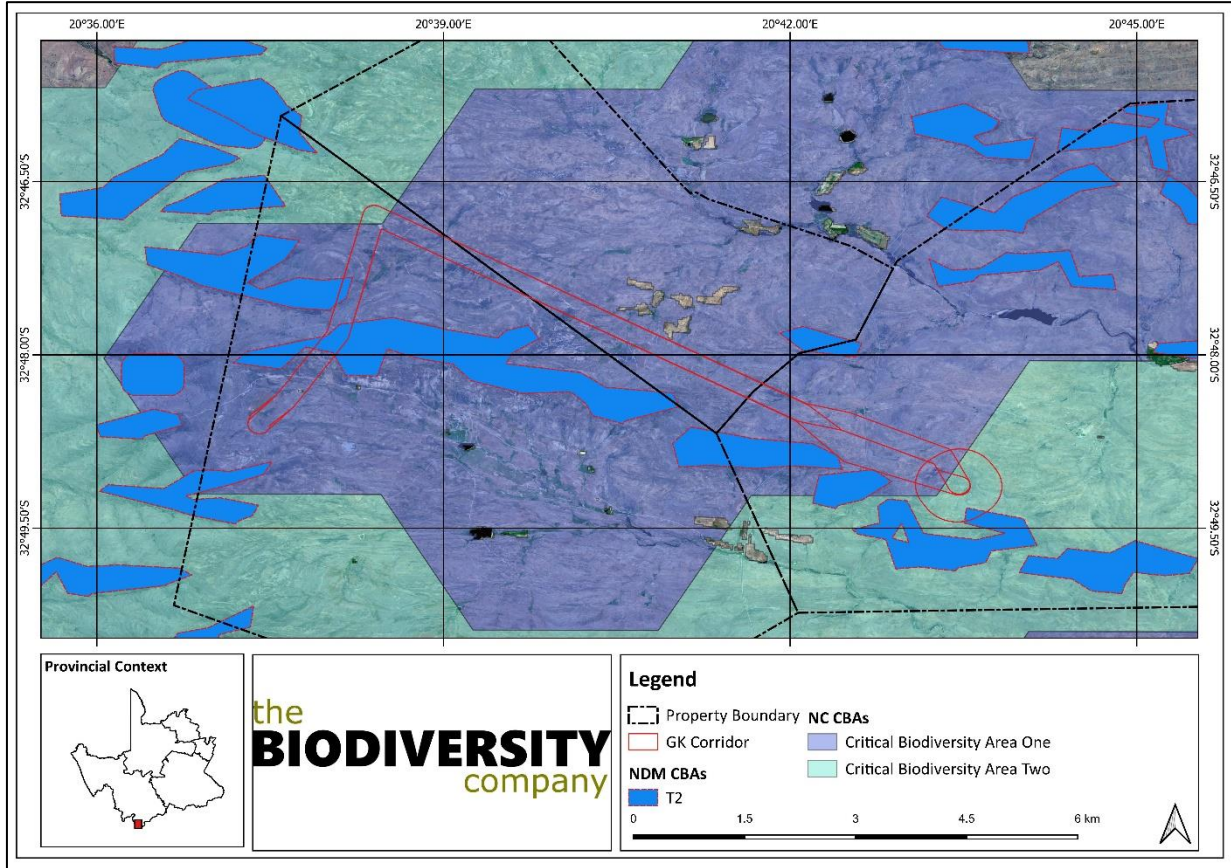 20°36.00'E 20°39.00'E 20°42.00'E 20°45.00'E
32°46.50'S 32°46.50'S
32°48.00'S 32°48.00'S
32°49.50'S 32°49.50'S
Provincial Context
the
BIODIVERSITY
company
Legend
Property Boundary
GK Corridor
NDM CBAs
T2
NC CBAs
Critical Biodiversity Area One
Critical Biodiversity Area Two
0 1.5 3 4.5 6 km